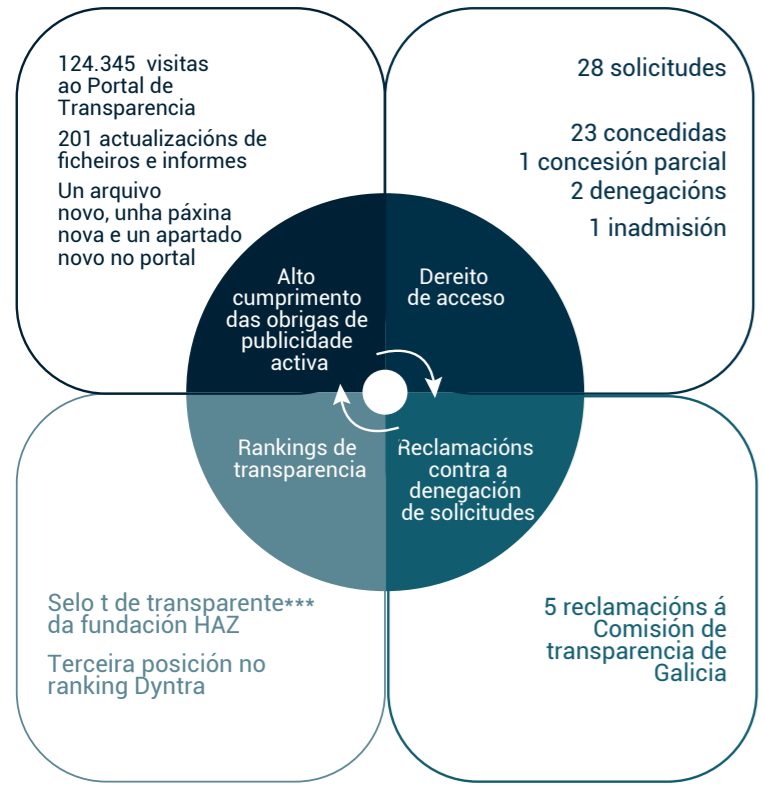 124.345 visitas
ao Portal de
Transparencia
201 actualizacións de
ficheiros e informes
Un arquivo
novo, unha páxina
nova e un apartado
novo no portal
28 solicitudes
23 concedidas
1 concesión parcial
2 denegacións
1 inadmisión
Alto
cumprimento
das obrigas de
publicidade
activa
Dereito
de acceso
Rankings de
transparencia
Reclamacións
contra a
denegación
de solicitudes
Selo t de transparente***
da fundación HAZ
Terceira posición no
ranking Dyntra
5 reclamacións á
Comisión de
transparencia de
Galicia